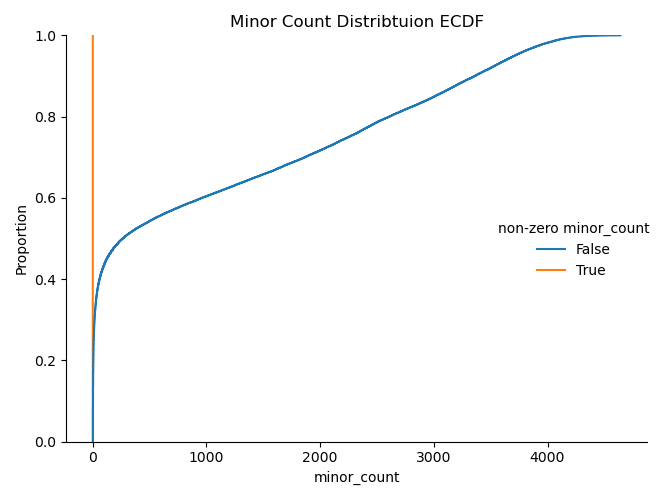 Minor Count Distribtuion ECDF
1.0
0.8
0.6
0.4
0.2
0.0
Proportion
non-zero minor_count
False
True
0 1000 2000 3000 4000
minor_count